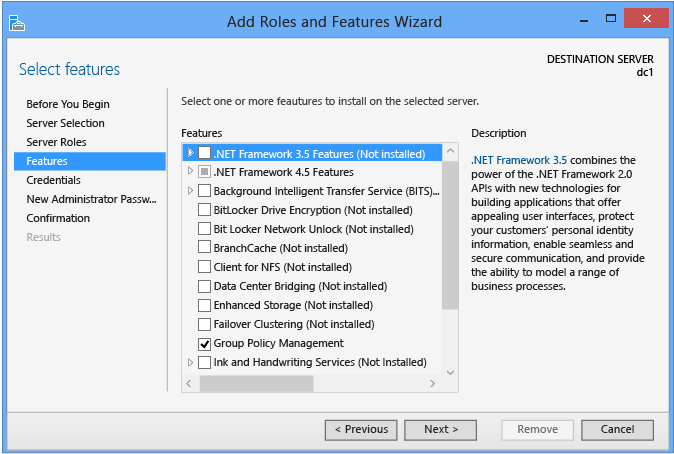 Add Roles and Features Wizard
Select features
DESTINATION SERVER
dc1
Before You Begin
Server Selection
Server Roles
Features
Credentials
New Administrator Passw...
Confirmation
Results
Select one or more feautures to install on the selected server.
Features
.NET Framework 3.5 Features (Not installed)
.NET Framework 4.5 Features
Background Intelligent Transfer Service (BITS)...
BitLocker Drive Encryption (Not installed)
Bit Locker Network Unlock (Not installed)
BranchCache (Not installed)
Client for NFS (Not installed)
Data Center Bridging (Not installed)
Enhanced Storage (Not installed)
Failover Clustering (Not installed)
Group Policy Management
Ink and Handwriting Services (Not Installed)
Description
.NET Framework 3.5 combines the
power of the .NET Framework 2.0
APIs with new technologies for
building applications that offer
appealing user interfaces, protect
your customers' personal identity
information, enable seamless and
secure communication, and provide
the ability to model a range of
business processes.
< Previous
Next >
Remove
Cancel